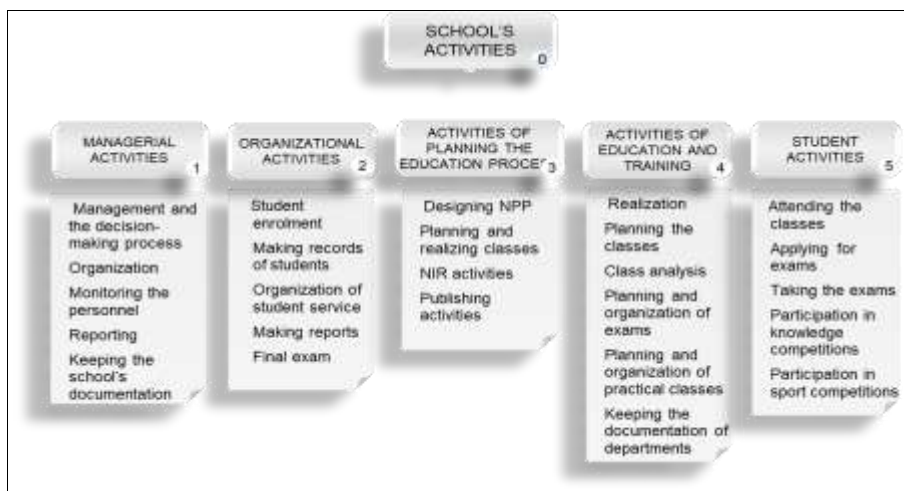 SCHOOL'S
ACTIVITIES
0
MANAGERIAL
ACTIVITIES
1
Management and
the decision-
making process
Organization
Monitoring the
personnel
Reporting
Keeping the
school's
documentation
ORGANIZATIONAL
ACTIVITIES
2
Student
enrolment
Making records
of students
Organization of
student service
Making reports
Final exam
ACTIVITIES OF
PLANNING THE
EDUCATION PROCES
3
Designing NPP
Planning and
realizing classes
NIR activities
Publishing
activities
ACTIVITIES OF
EDUCATION AND
TRAINING
4
Realization
Planning the
classes
Class analysis
Planning and
organization of
exams
Planning and
organization of
practical classes
Keeping the
documentation of
departments
STUDENT
ACTIVITIES
5
Attending the
classes
Applying for
exams
Taking the exams
Participation in
knowledge
competitions
Participation in
sport competitions